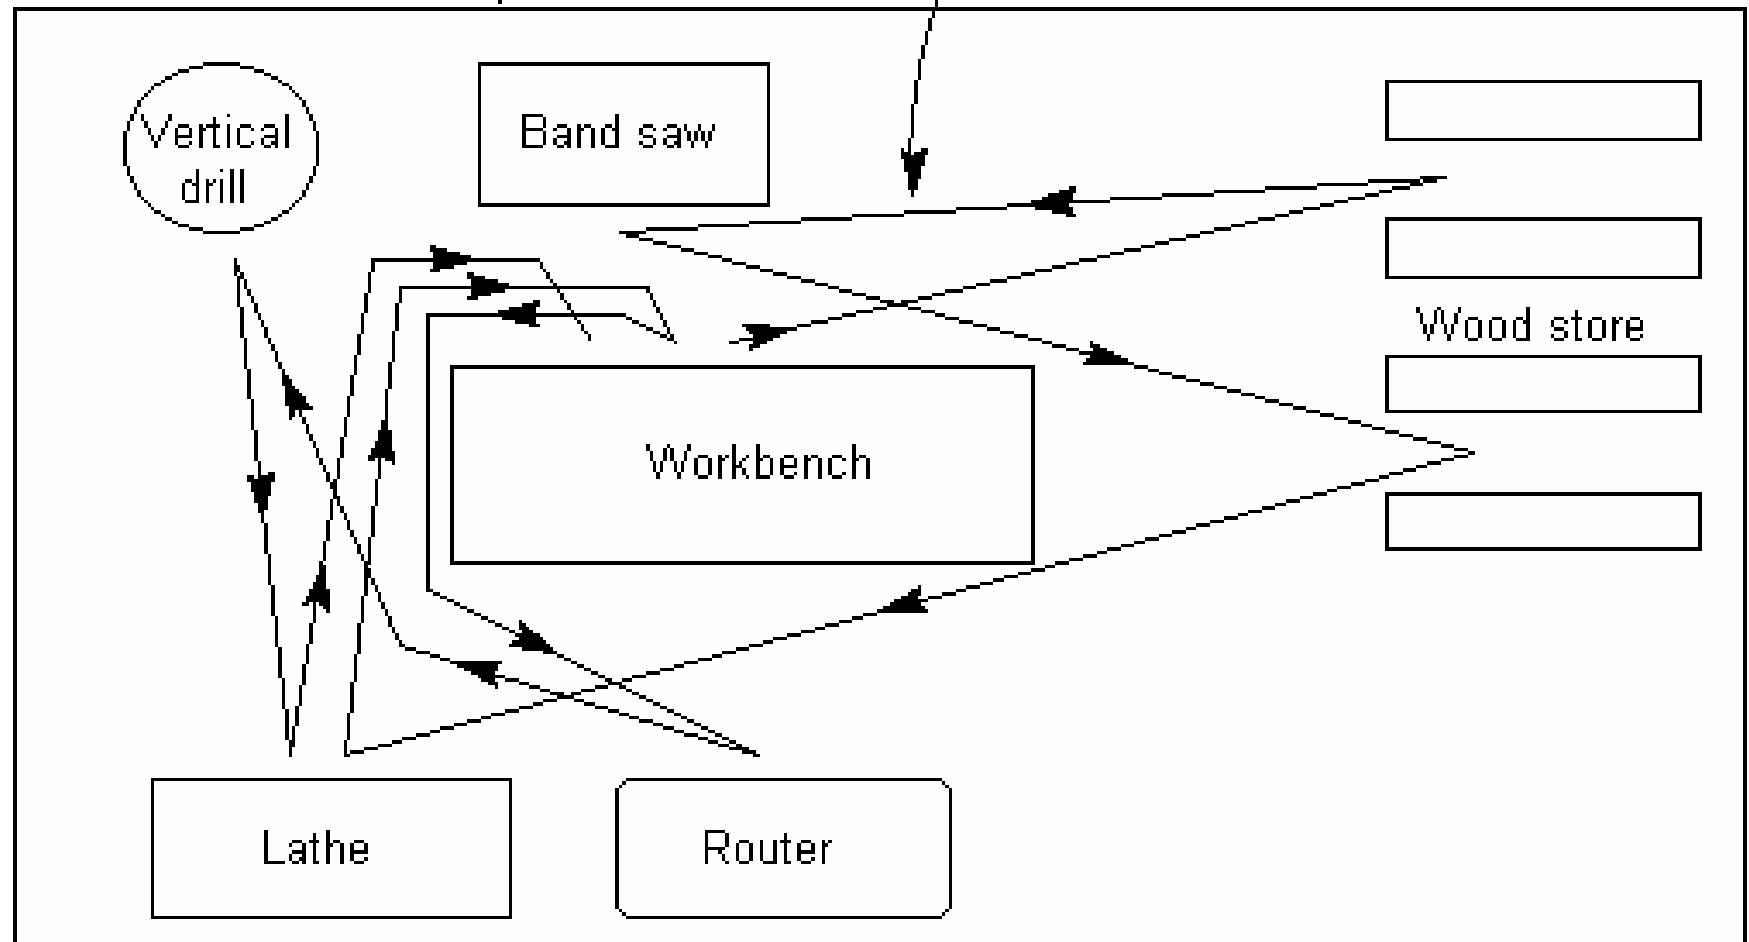 Vertical
drill
Band saw
Wood store
Workbench
Lathe
Router